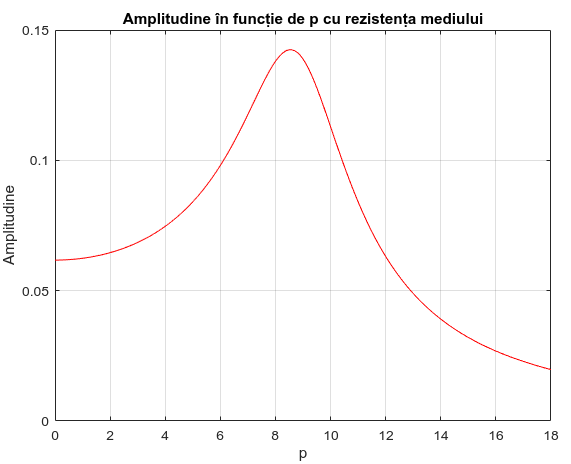 Amplitudine în funcție de p cu rezistența mediului
0.15
0.1
0.05
0
Amplitudine
0 2 4 6 8 10 12 14 16 18
p